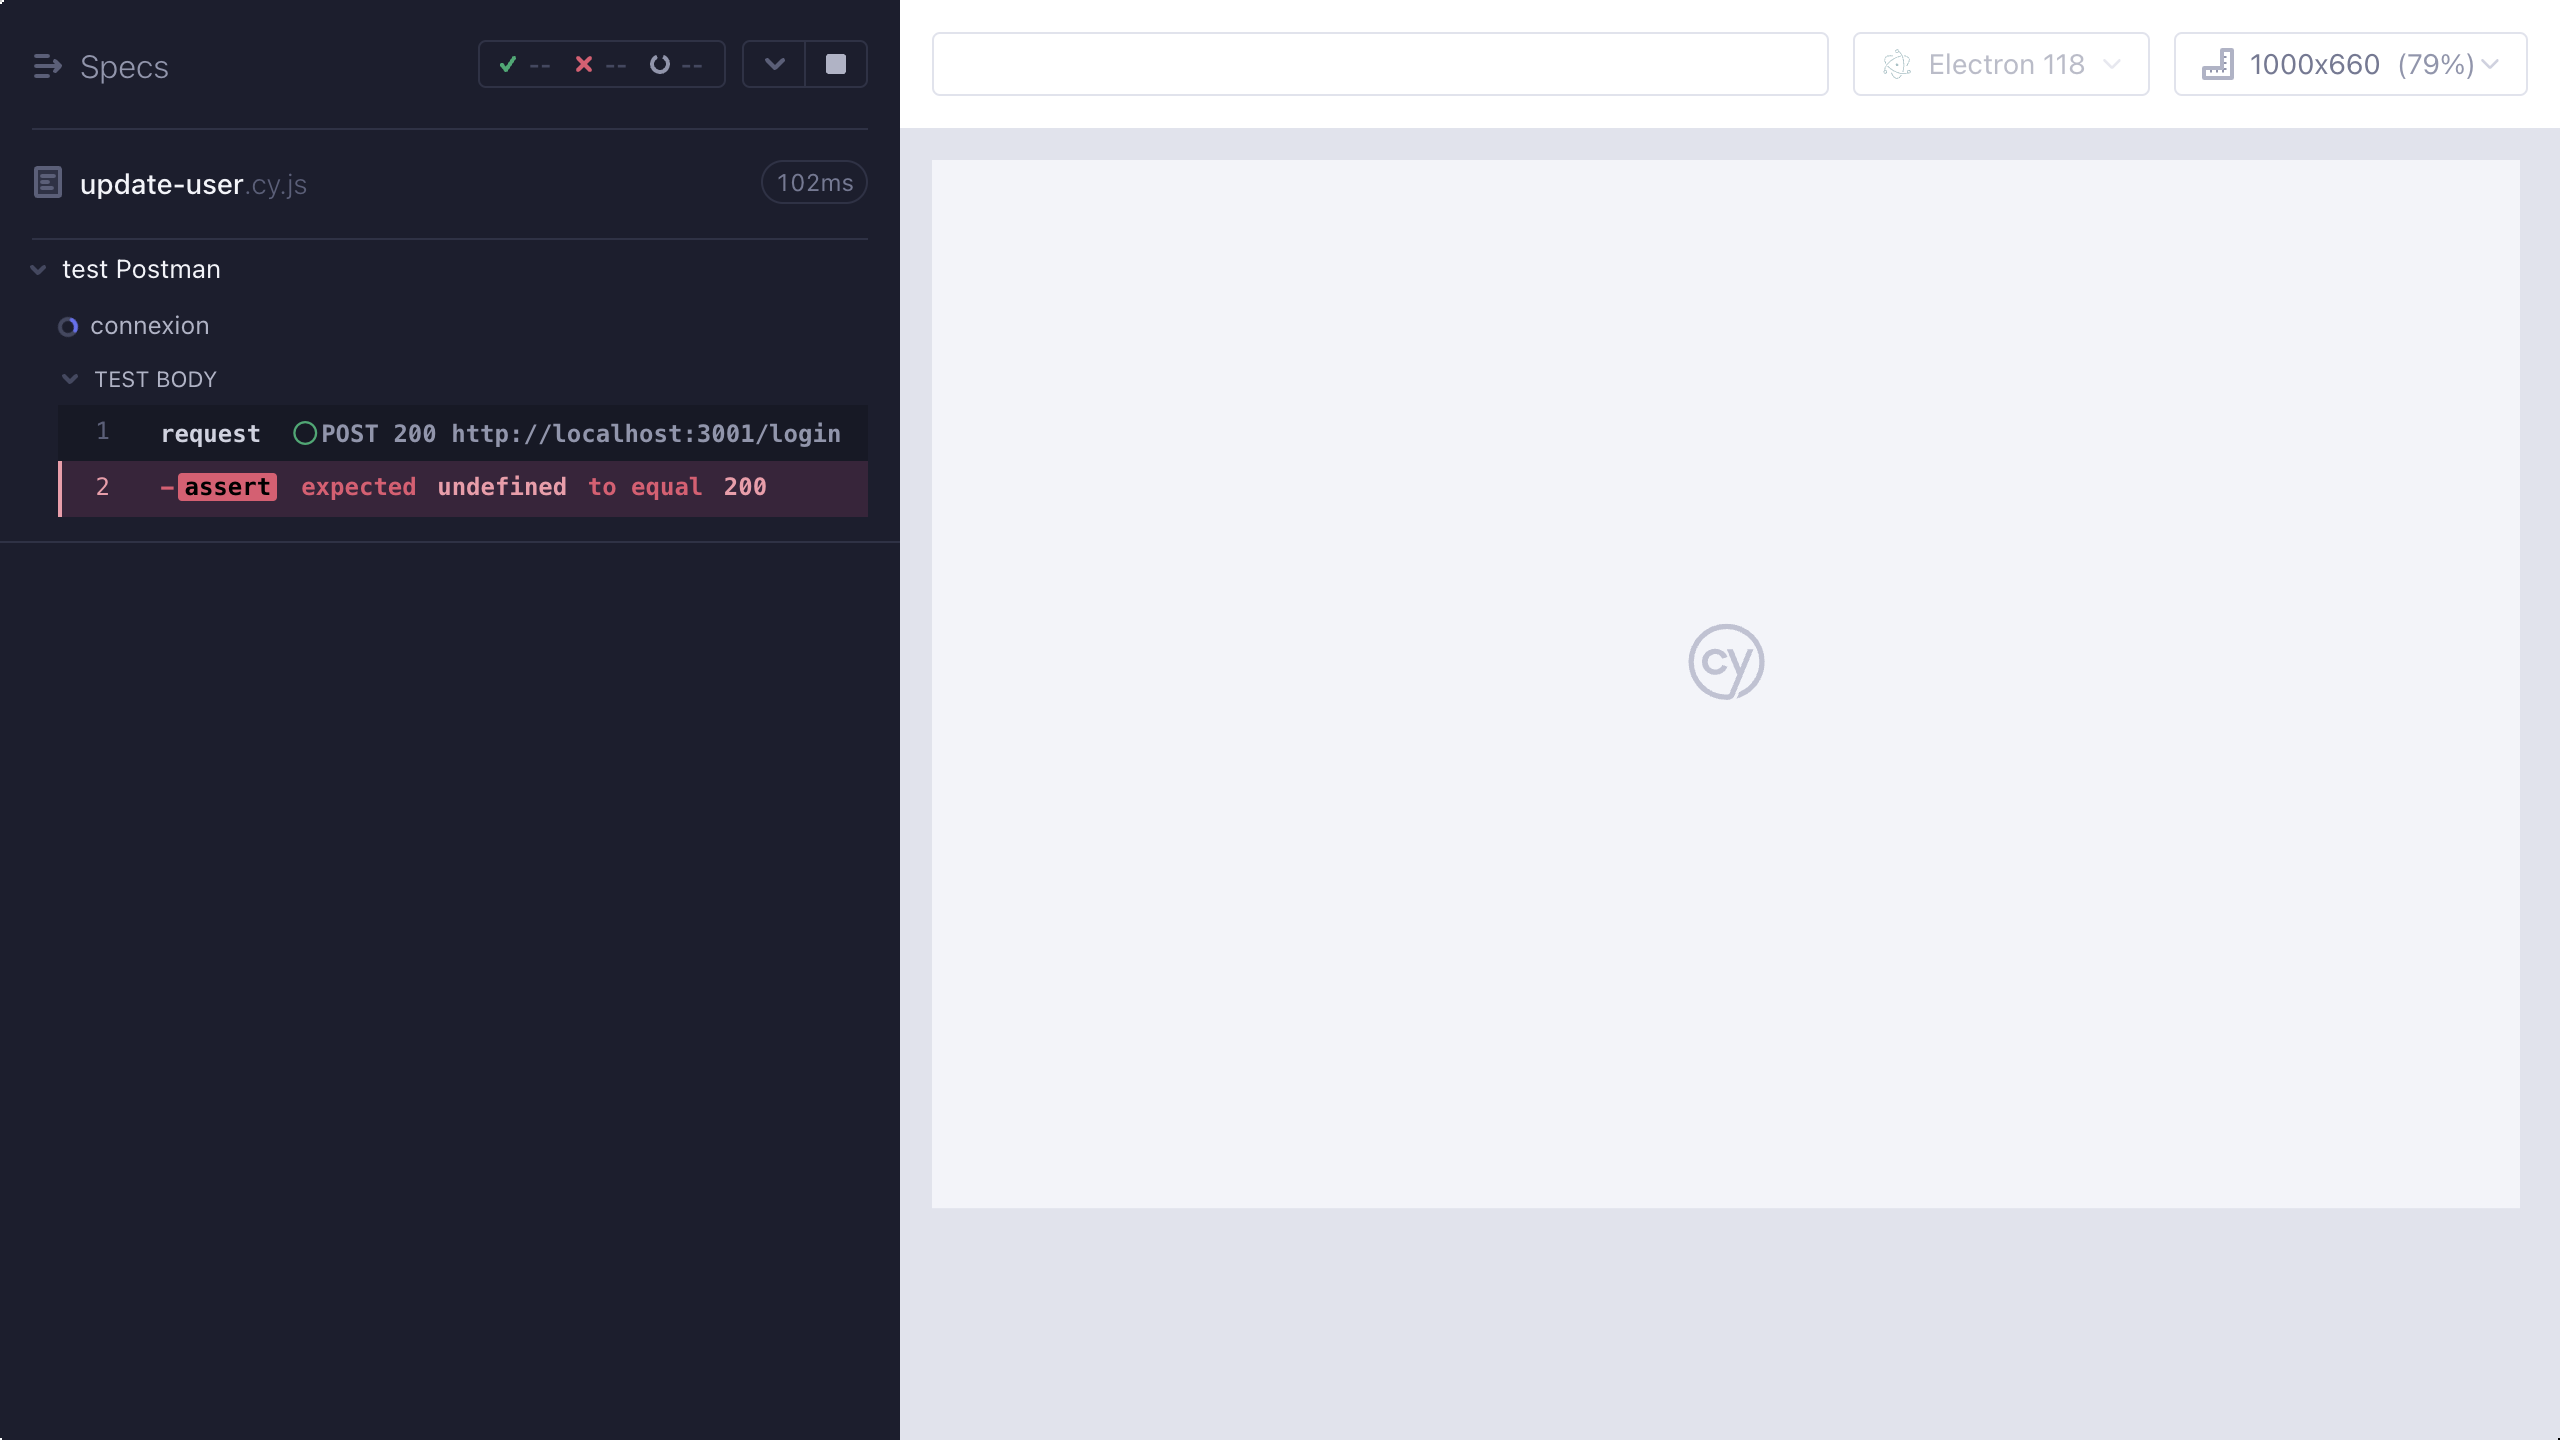 Specs
-- -- --
update-user.cy.js
102ms
test Postman
connexion
TEST BODY
1 request POST 200 http://localhost:3001/login
2 -assert expected undefined to equal 200
Electron 118
1000x660 (79%)
cy